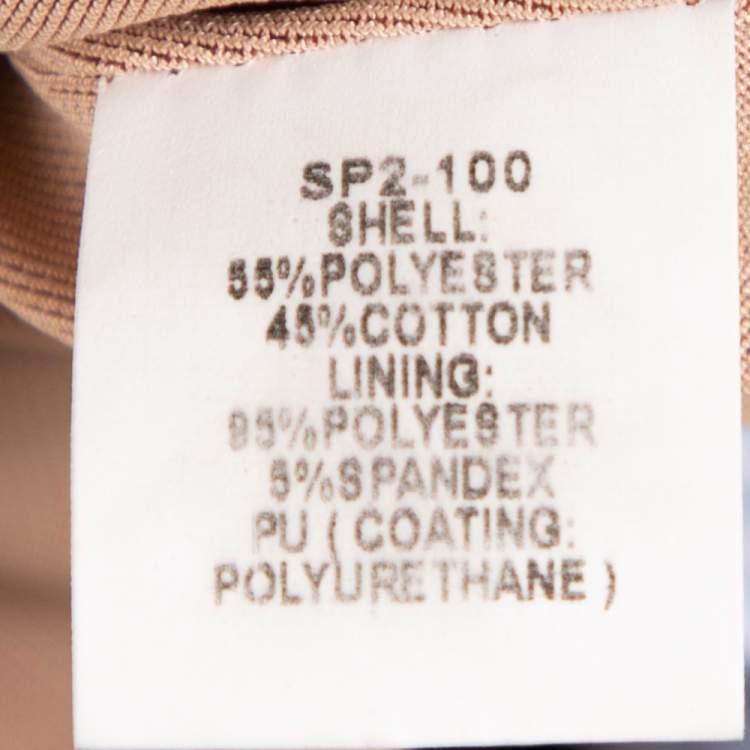 SP2-100
SHELL:
55%POLYESTER
45%COTTON
LINING:
95%POLYESTER
5%SPANDEX
PU ( COATING:
POLYURETHANE )